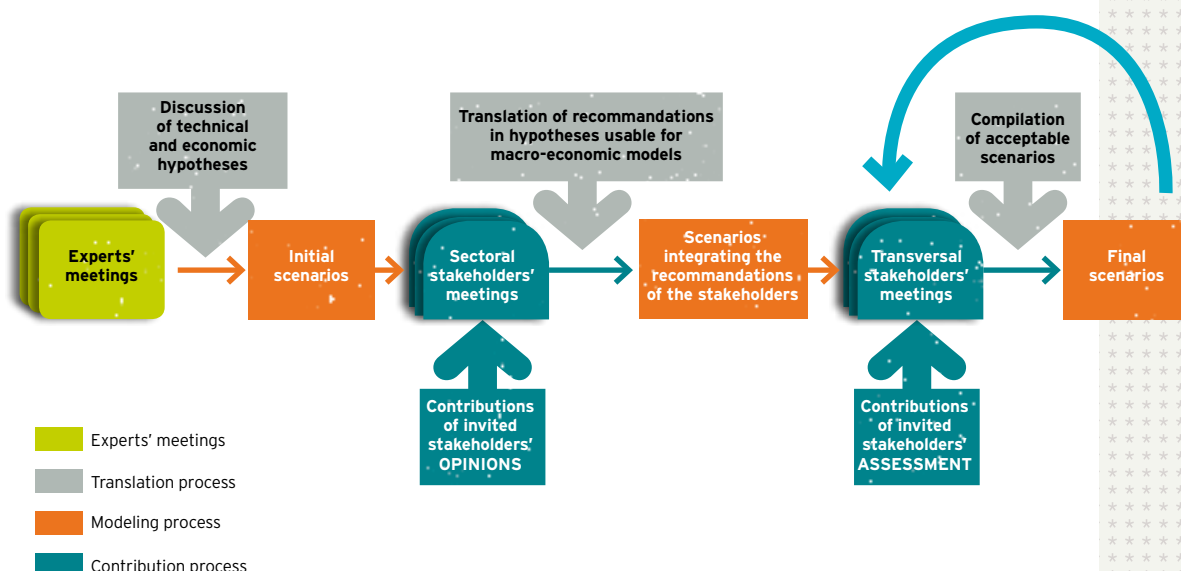 Discussion
of technical
and economic
hypotheses
Translation of recommandations
in hypotheses usable for
macro-economic models
Compilation
of acceptable
scenarios
Experts'
meetings
Initial
scenarios
Sectoral
stakeholders'
meetings
Scenarios
integrating the
recommandations
of the stakeholders
Transversal
stakeholders'
meetings
Final
scenarios
Contributions
of invited
stakeholders'
OPINIONS
Contributions
of invited
stakeholders'
ASSESSMENT
Experts' meetings
Translation process
Modeling process
Contribution process